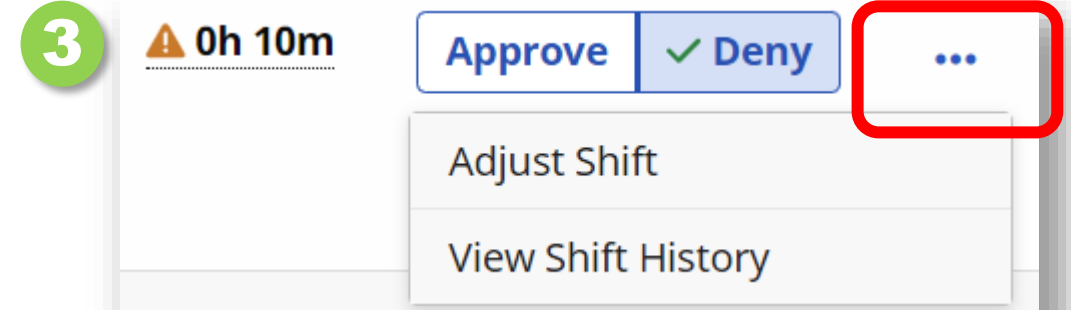 3
0h 10m
Approve
Deny
...
Adjust Shift
View Shift History